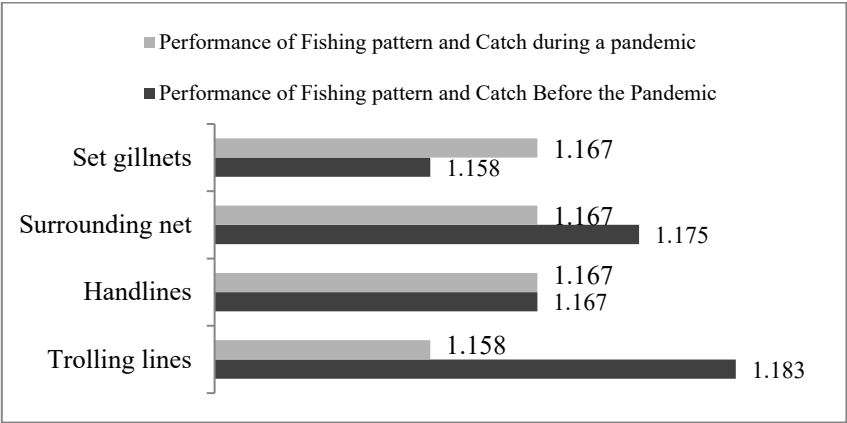 Performance of Fishing pattern and Catch during a pandemic
Performance of Fishing pattern and Catch Before the Pandemic
Set gillnets
1.167
1.158
Surrounding net
1.167
1.175
Handlines
1.167
1.167
Trolling lines
1.158
1.183